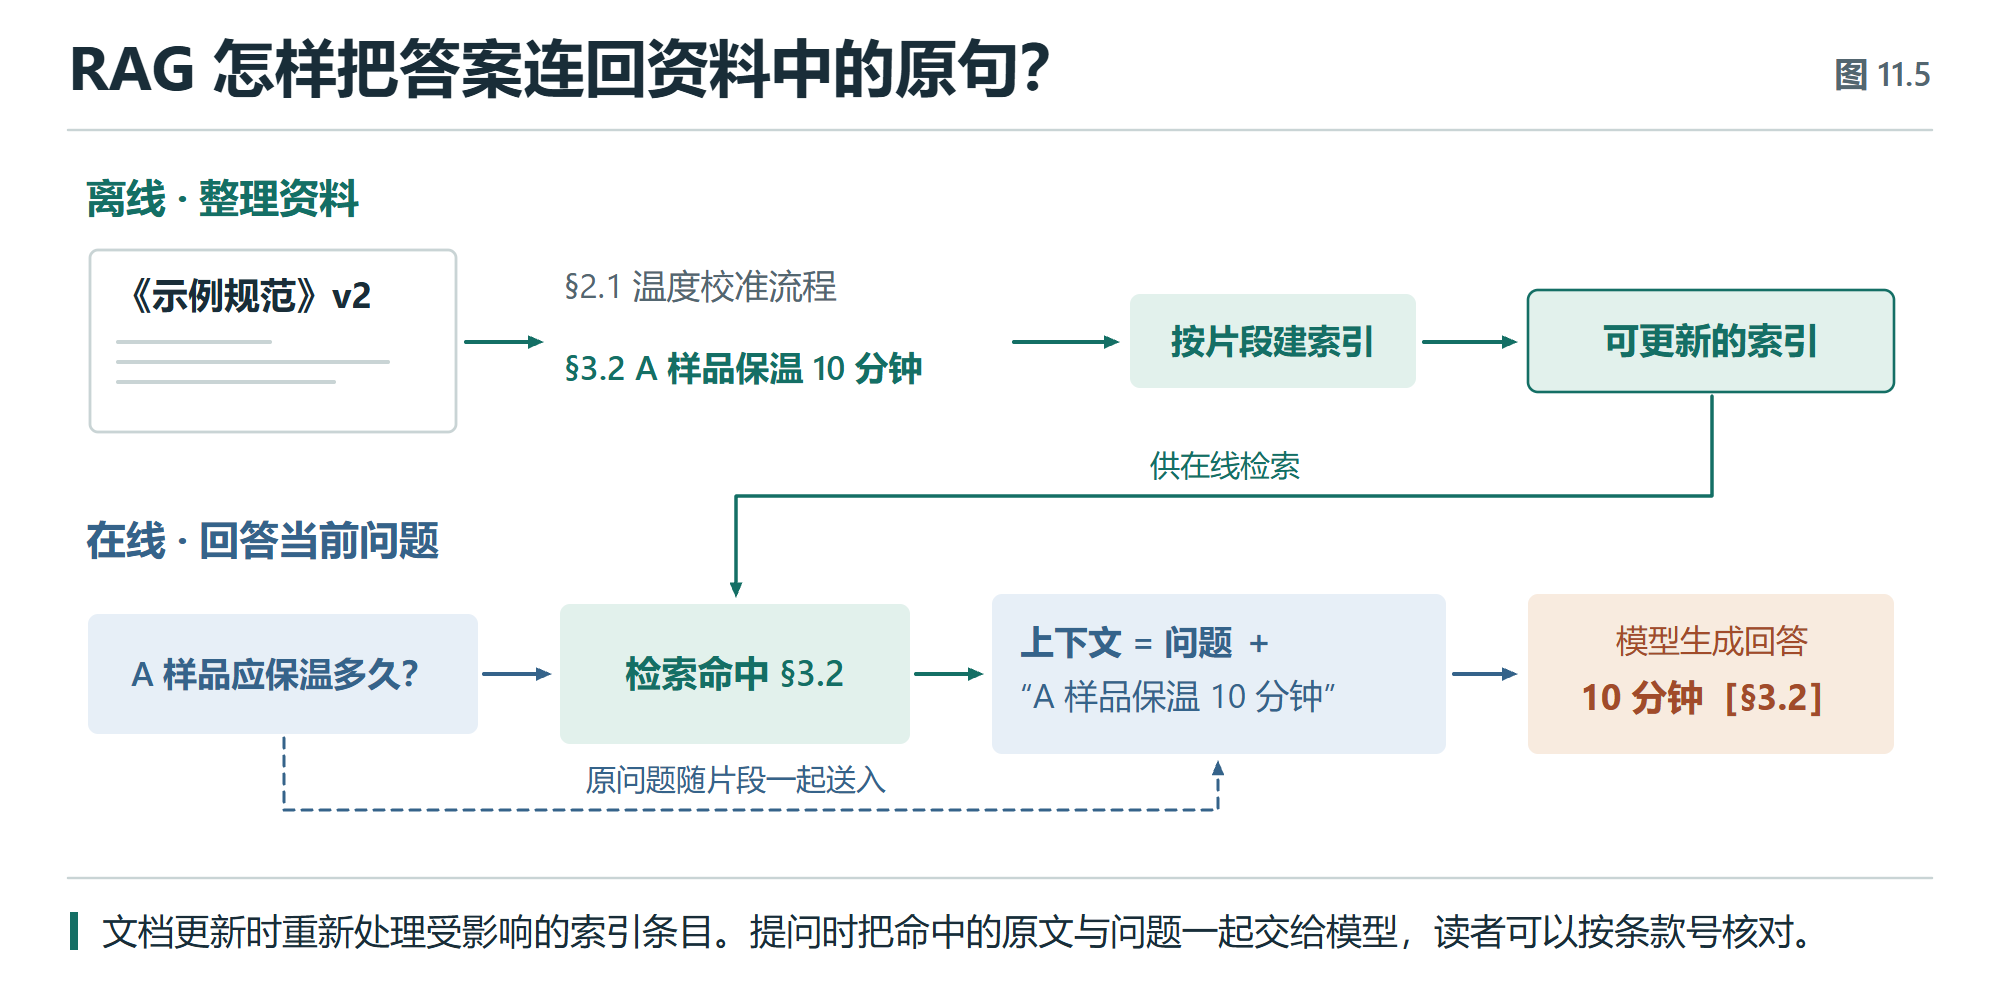 RAG 怎样把答案连回资料中的原句？
图 11.5
离线 · 整理资料
《示例规范》v2
§2.1 温度校准流程
§3.2 A 样品保温 10 分钟
按片段建索引
可更新的索引
供在线检索
在线 · 回答当前问题
A 样品应保温多久？
检索命中 §3.2
上下文 = 问题 +
“A 样品保温 10 分钟”
模型生成回答
10 分钟 [§3.2]
原问题随片段一起送入
文档更新时重新处理受影响的索引条目。提问时把命中的原文与问题一起交给模型，读者可以按条款号核对。